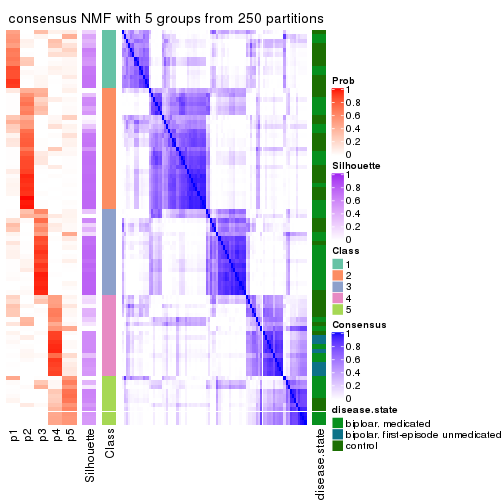 consensus NMF with 5 groups from 250 partitions
Prob
1
0.8
0.6
0.4
0.2
0
Silhouette
1
0.8
0.6
0.4
0.2
0
Class
1
2
3
4
5
Consensus
1
0.8
0.6
0.4
0.2
0
disease.state
biploar. medicated
bipolar. first-episode unmedicated
control
p1
p2
p3
p4
p5
Silhouette
Class
disease.state